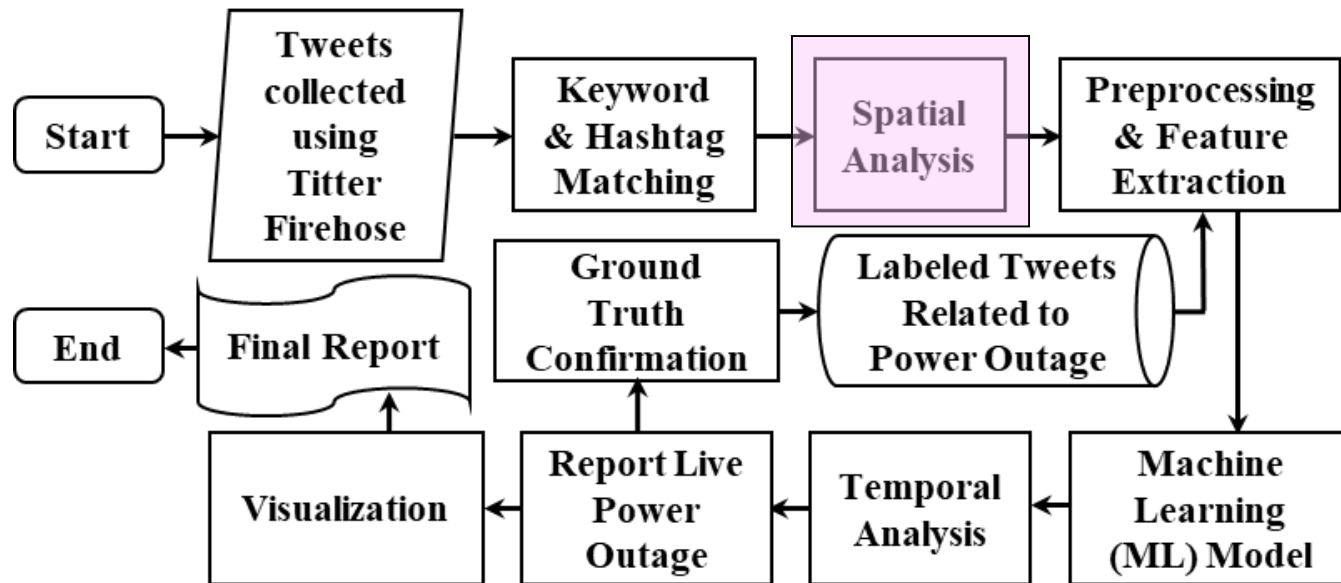 Start
Tweets
collected
using
Titter
Firehose
Keyword
& Hashtag
Matching
Spatial
Analysis
Preprocessing
& Feature
Extraction
End
Final Report
Ground
Truth
Confirmation
Labeled Tweets
Related to
Power Outage
Visualization
Report Live
Power
Outage
Temporal
Analysis
Machine
Learning
(ML) Model